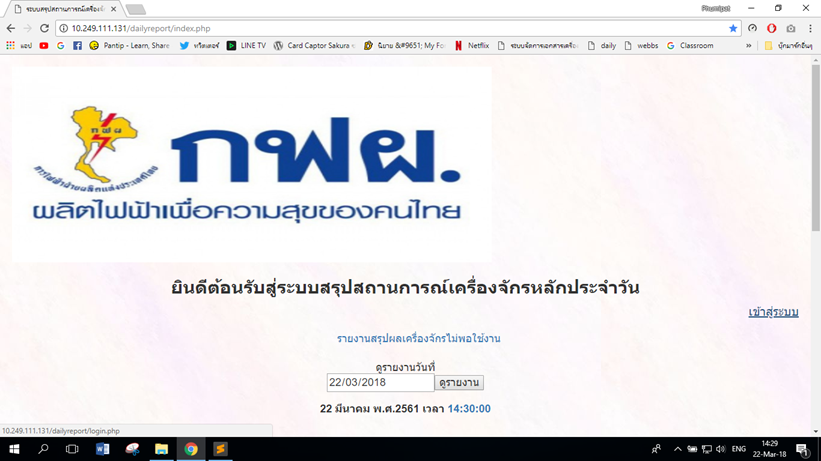 ระบบสรุปสถานการณ์เครื่องจัก
Phumipat
10.249.111.131/dailyreport/index.php
แอป
Pantip - Learn, Share
ทวิตเตอร์
LINE TV
Card Captor Sakura
นิยาย &#9651; My Fo
Netflix
ระบบจัดการเอกสารเครื่อ
daily
webbs
Classroom
บุ๊กมาร์กอื่นๆ
กฟผ
การไฟฟ้าฝ่ายผลิตแห่งประเทศไทย
กฟผ.
ผลิตไฟฟ้าเพื่อความสุขของคนไทย
ยินดีต้อนรับสู่ระบบสรุปสถานการณ์เครื่องจักรหลักประจำวัน
เข้าสู่ระบบ
รายงานสรุปผลเครื่องจักรไม่พอใช้งาน
ดูรายงานวันที่
22/03/2018 ดูรายงาน
22 มีนาคม พ.ศ.2561 เวลา 14:30:00
10.249.111.131/dailyreport/login.php
ENG
14:29
22-Mar-18